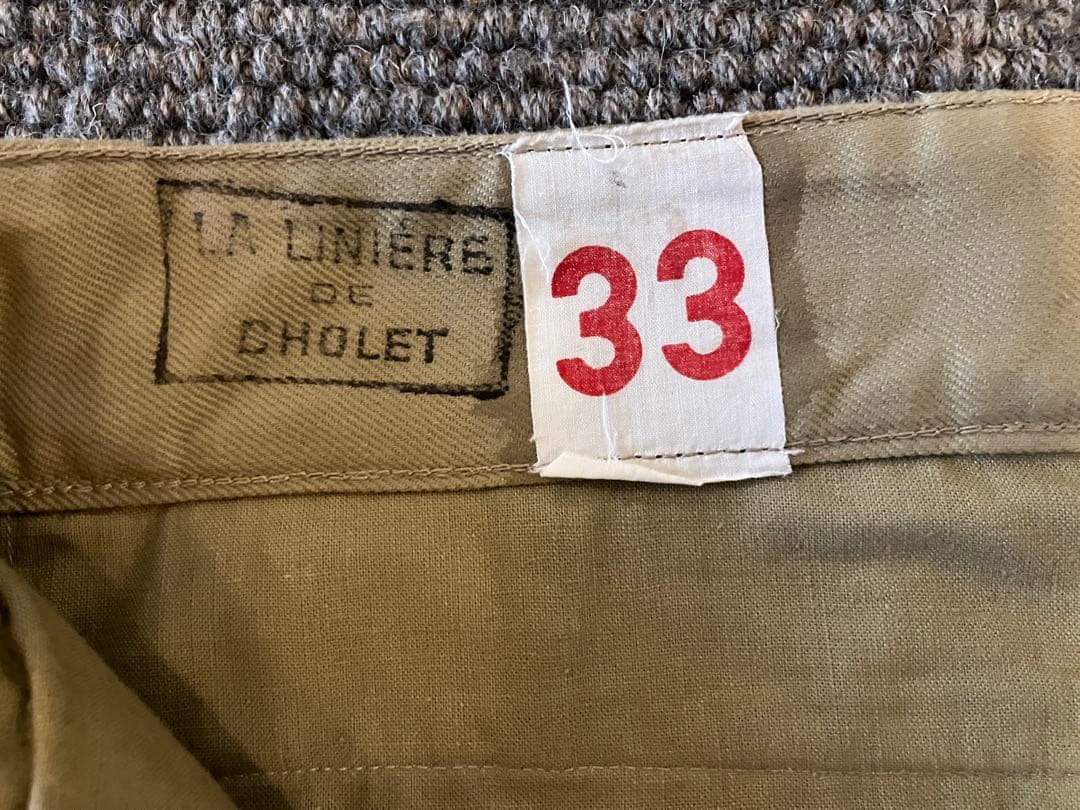 LA LINIÈRE
DE
CHOLET
33